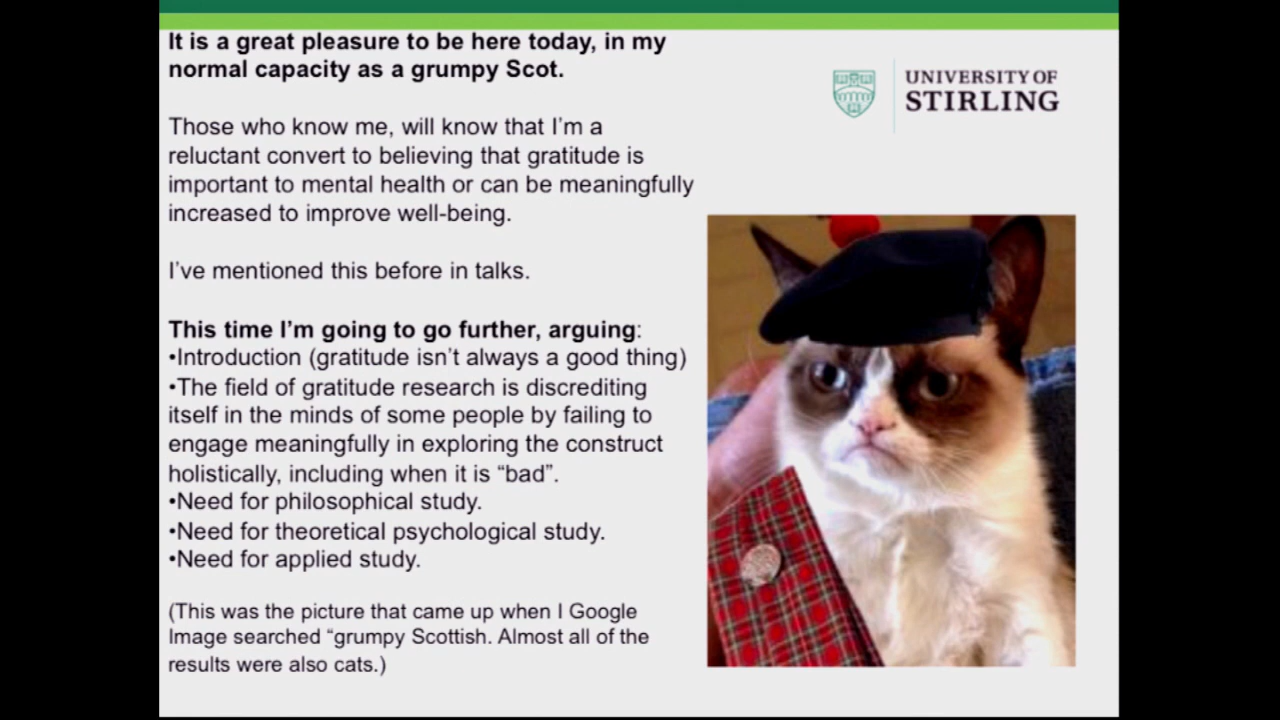 It is a great pleasure to be here today, in my
normal capacity as a grumpy Scot.
Those who know me, will know that I'm a
reluctant convert to believing that gratitude is
important to mental health or can be meaningfully
increased to improve well-being.
I've mentioned this before in talks.
This time I'm going to go further, arguing:
•Introduction (gratitude isn't always a good thing)
•The field of gratitude research is discrediting
itself in the minds of some people by failing to
engage meaningfully in exploring the construct
holistically, including when it is “bad”.
•Need for philosophical study.
•Need for theoretical psychological study.
•Need for applied study.
(This was the picture that came up when I Google
Image searched “grumpy Scottish. Almost all of the
results were also cats.)
UNIVERSITY OF
STIRLING